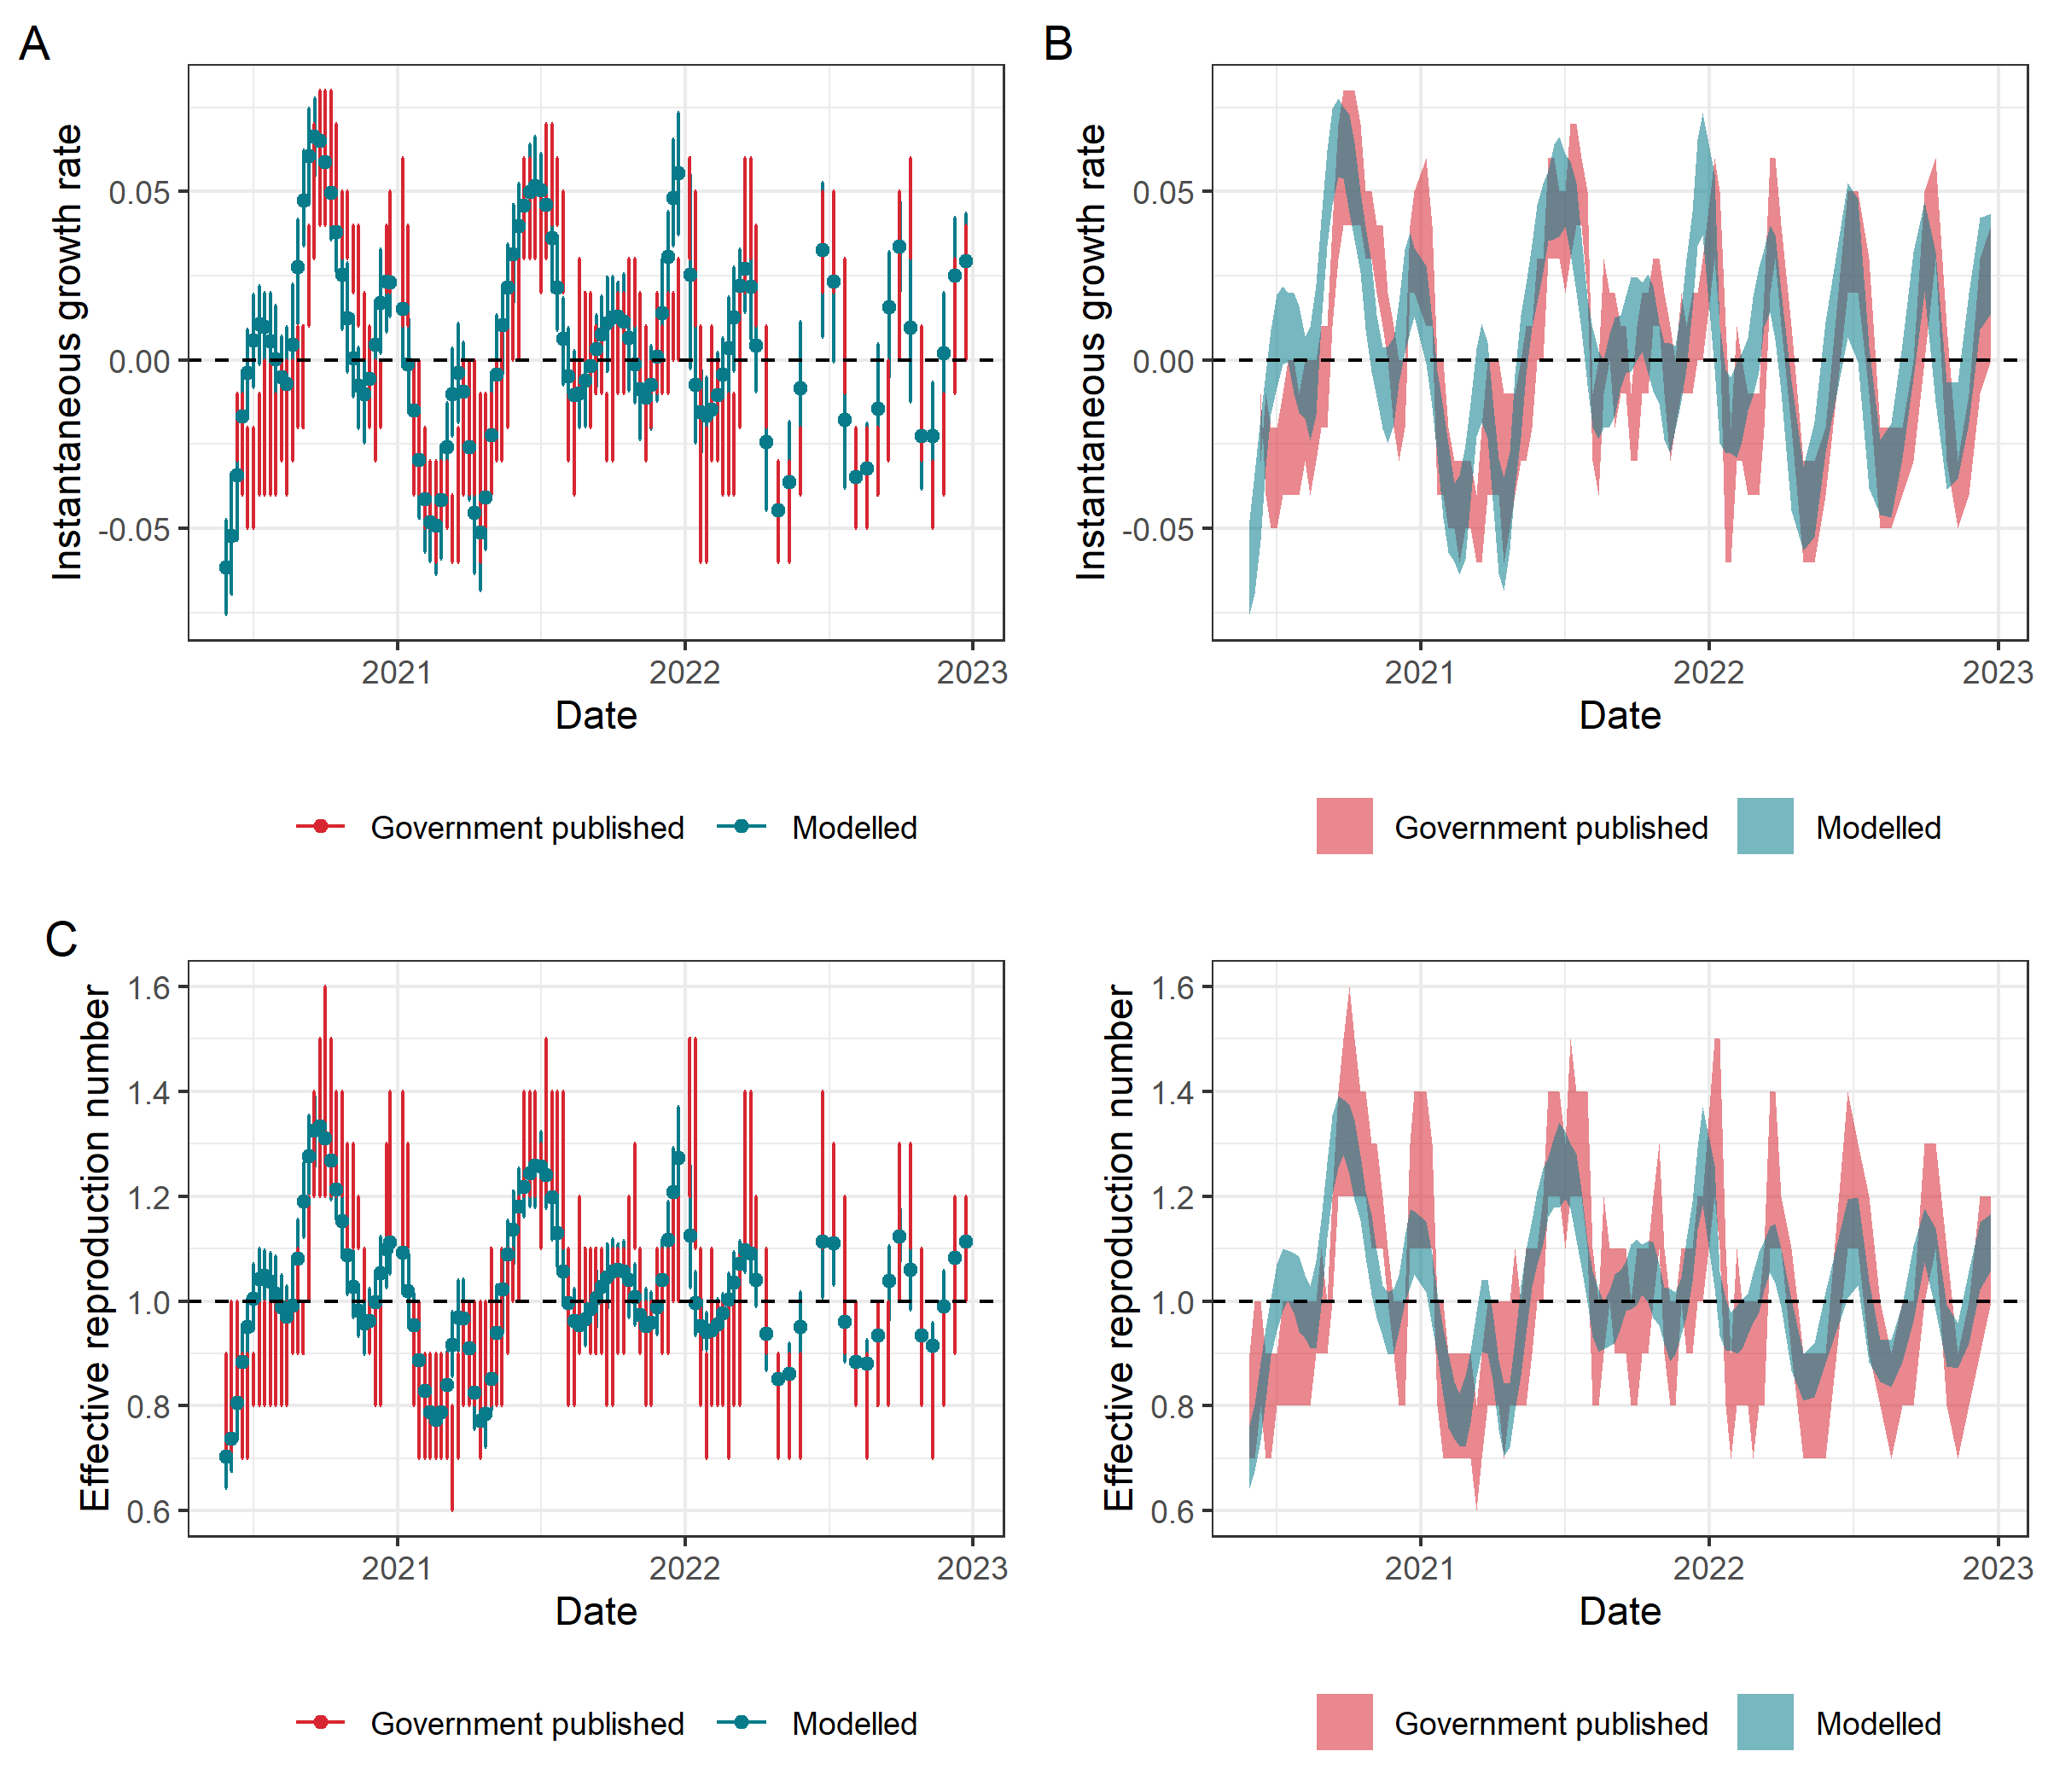 A
Instantaneous growth rate
0.05
0.00
-0.05
2021 2022 2023
Date
Government published Modelled
B
Instantaneous growth rate
0.05
0.00
-0.05
2021 2022 2023
Date
Government published Modelled
C
Effective reproduction number
1.6
1.4
1.2
1.0
0.8
0.6
2021 2022 2023
Date
Government published Modelled
Effective reproduction number
1.6
1.4
1.2
1.0
0.8
0.6
2021 2022 2023
Date
Government published Modelled